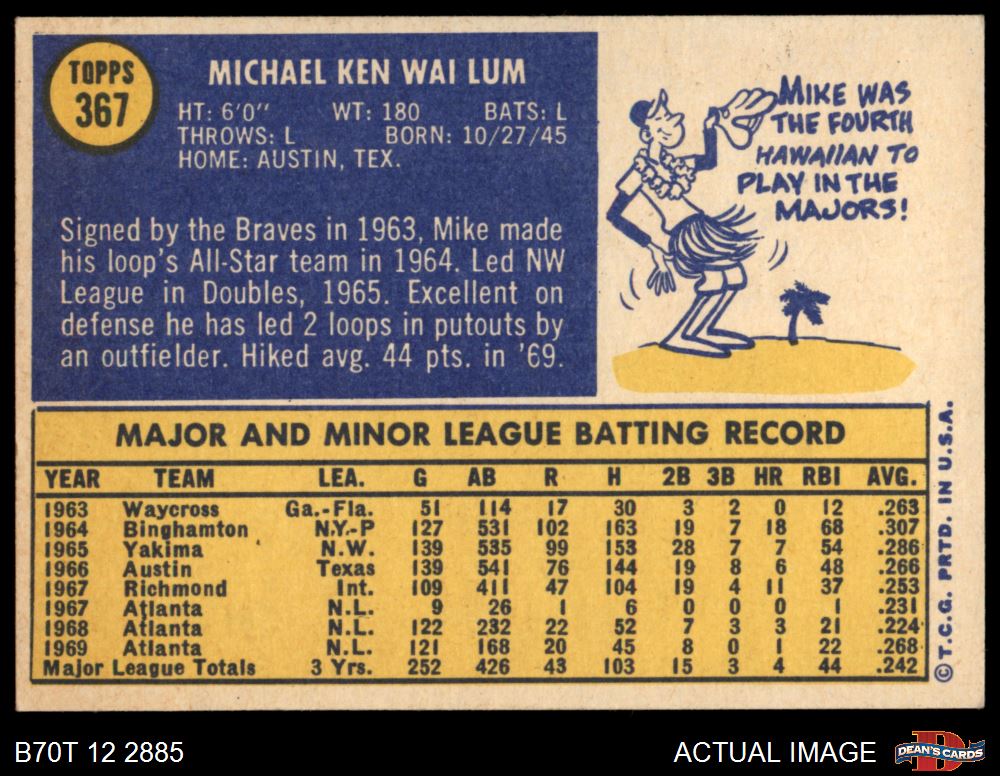 TOPPS
367
MICHAEL KEN WAI LUM
HT: 6'0" WT: 180 BATS: L
THROWS: L BORN: 10/27/45
HOME: AUSTIN, TEX.
Signed by the Braves in 1963, Mike made
his loop's All-Star team in 1964. Led NW
League in Doubles, 1965. Excellent on
defense he has led 2 loops in putouts by
an outfielder. Hiked avg. 44 pts. in '69.
MIKE WAS
THE FOURTH
HAWAIIAN TO
PLAY IN THE
MAJORS!
MAJOR AND MINOR LEAGUE BATTING RECORD
YEAR TEAM LEA. G AB R H 2B 3B HR RBI AVG.
1963 Waycross Ga.-Fla. 51 114 17 30 3 2 0 12 .263
1964 Binghamton N.Y.-P 127 531 102 163 19 7 18 68 .307
1965 Yakima N.W. 139 535 99 153 28 7 7 54 .286
1966 Austin Texas 139 541 76 144 19 8 6 48 .266
1967 Richmond Int. 109 411 47 104 19 4 11 37 .253
1967 Atlanta N.L. 9 26 1 6 0 0 0 1 .231
1968 Atlanta N.L. 122 232 22 52 7 3 3 21 .224
1969 Atlanta N.L. 121 168 20 45 8 0 1 22 .268
Major League Totals 3 Yrs. 252 426 43 103 15 3 4 44 .242
© T.C.G. PRTD. IN U.S.A.
B70T 12 2885
ACTUAL IMAGE
D
DEAN'S CARDS